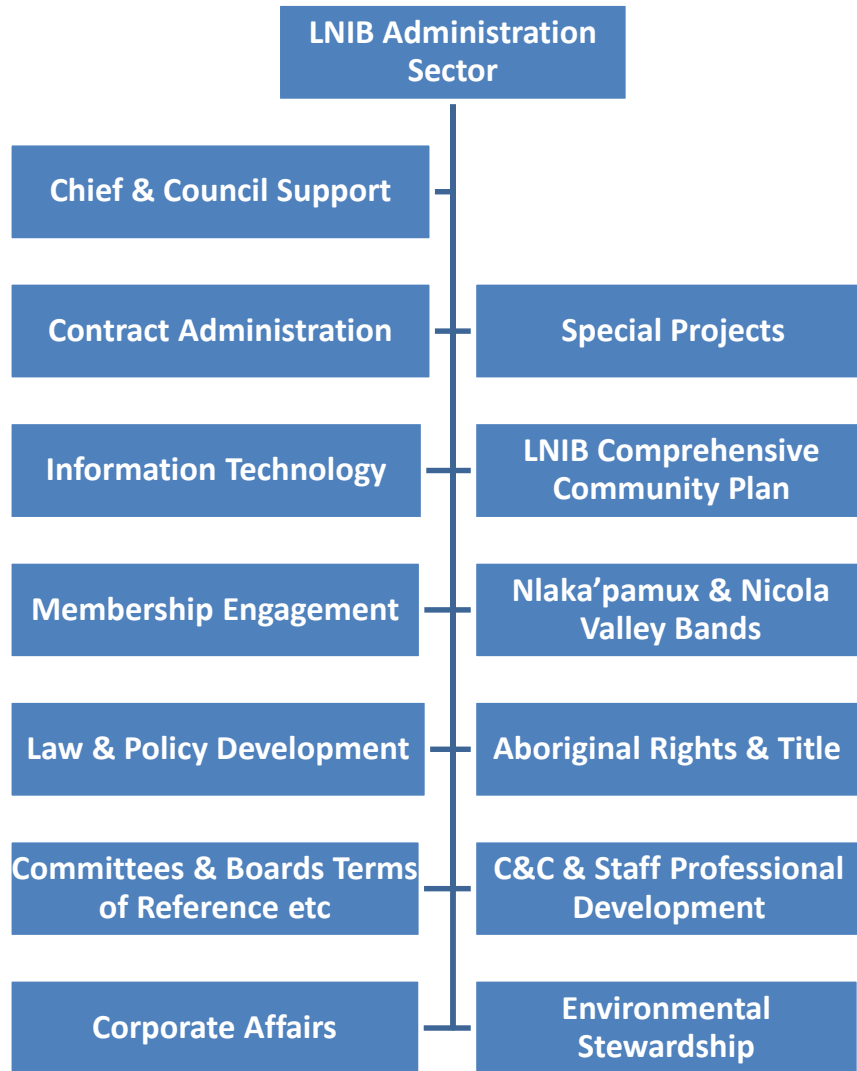 LNIB Administration
Sector
Chief & Council Support
Contract Administration
Special Projects
Information Technology
LNIB Comprehensive
Community Plan
Membership Engagement
Nlaka’pamux & Nicola
Valley Bands
Law & Policy Development
Aboriginal Rights & Title
Committees & Boards Terms
of Reference etc
C&C & Staff Professional
Development
Corporate Affairs
Environmental
Stewardship